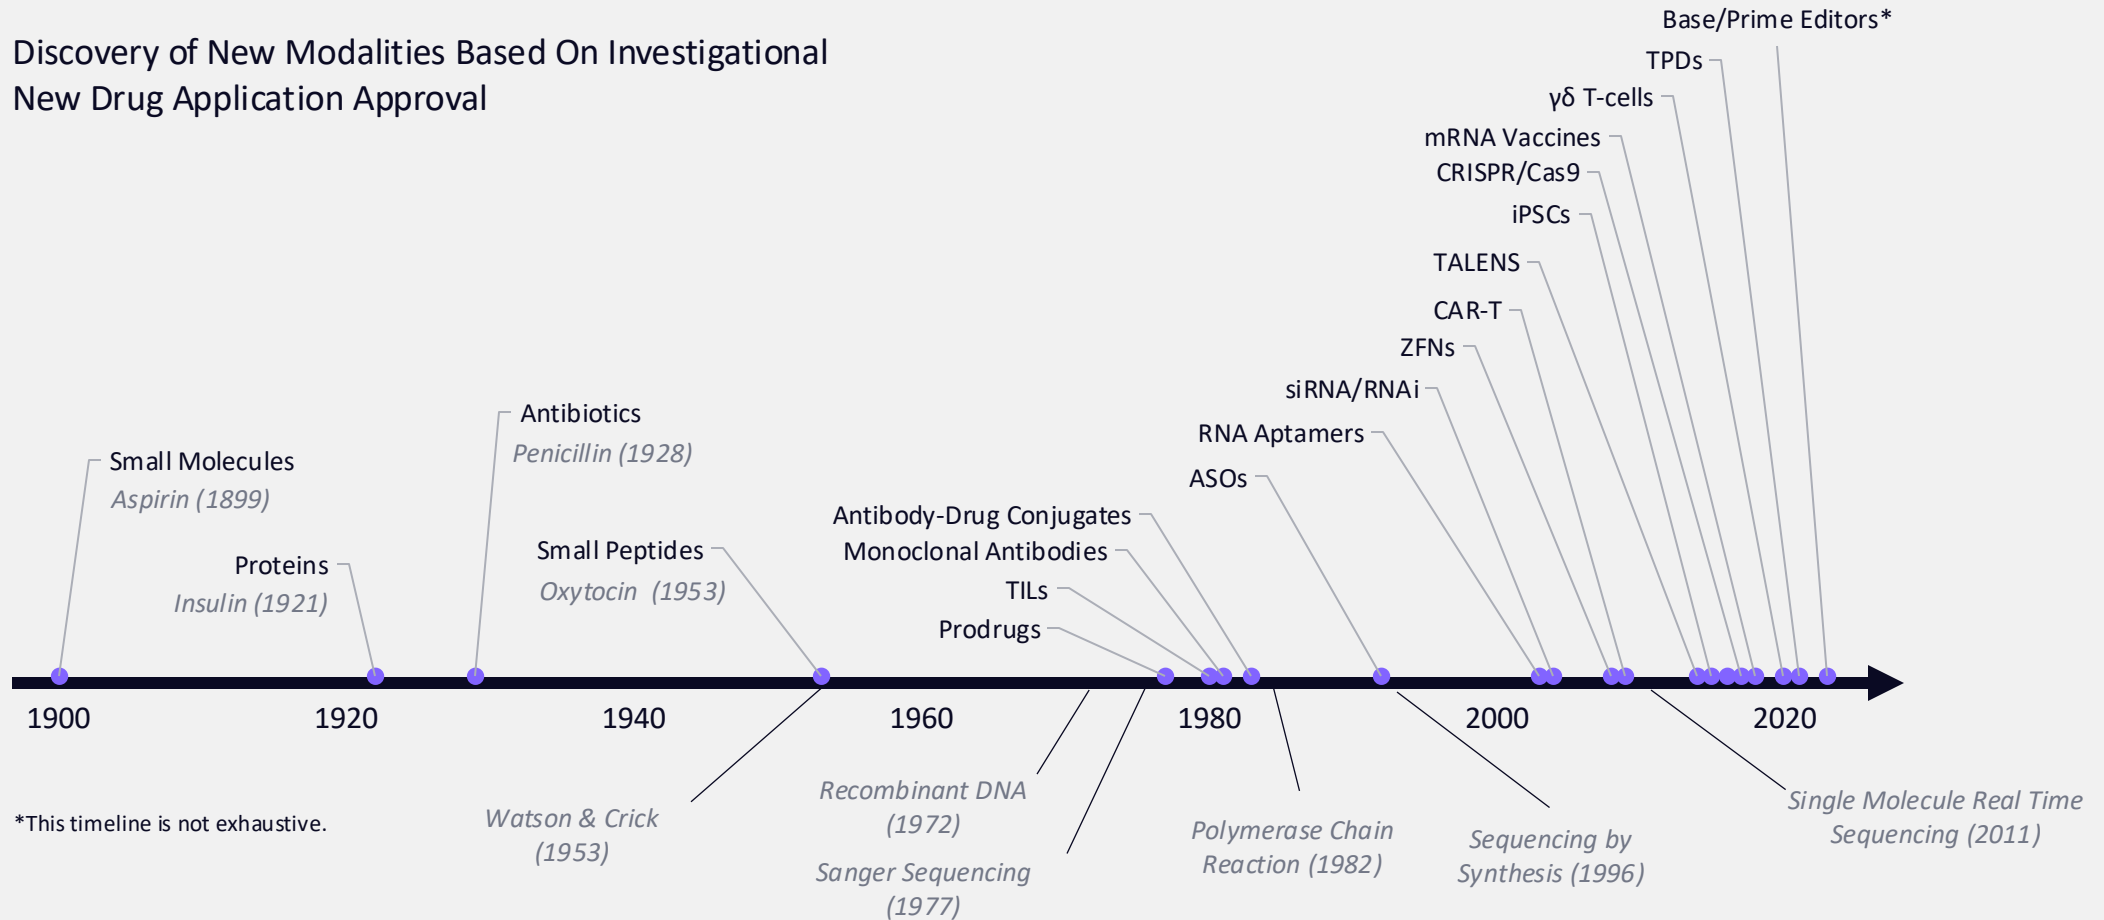 Discovery of New Modalities Based On Investigational
New Drug Application Approval
Base/Prime Editors*
TPDs
γδ T-cells
mRNA Vaccines
CRISPR/Cas9
iPSCs
TALENS
CAR-T
ZFNs
siRNA/RNAi
RNA Aptamers
ASOs
Antibody-Drug Conjugates
Monoclonal Antibodies
TILs
Prodrugs
Antibiotics
Penicillin (1928)
Small Molecules
Aspirin (1899)
Small Peptides
Oxytocin (1953)
Proteins
Insulin (1921)
1900
1920
1940
1960
1980
2000
2020
*This timeline is not exhaustive.
Watson & Crick
(1953)
Recombinant DNA
(1972)
Sanger Sequencing
(1977)
Polymerase Chain
Reaction (1982)
Sequencing by
Synthesis (1996)
Single Molecule Real Time
Sequencing (2011)